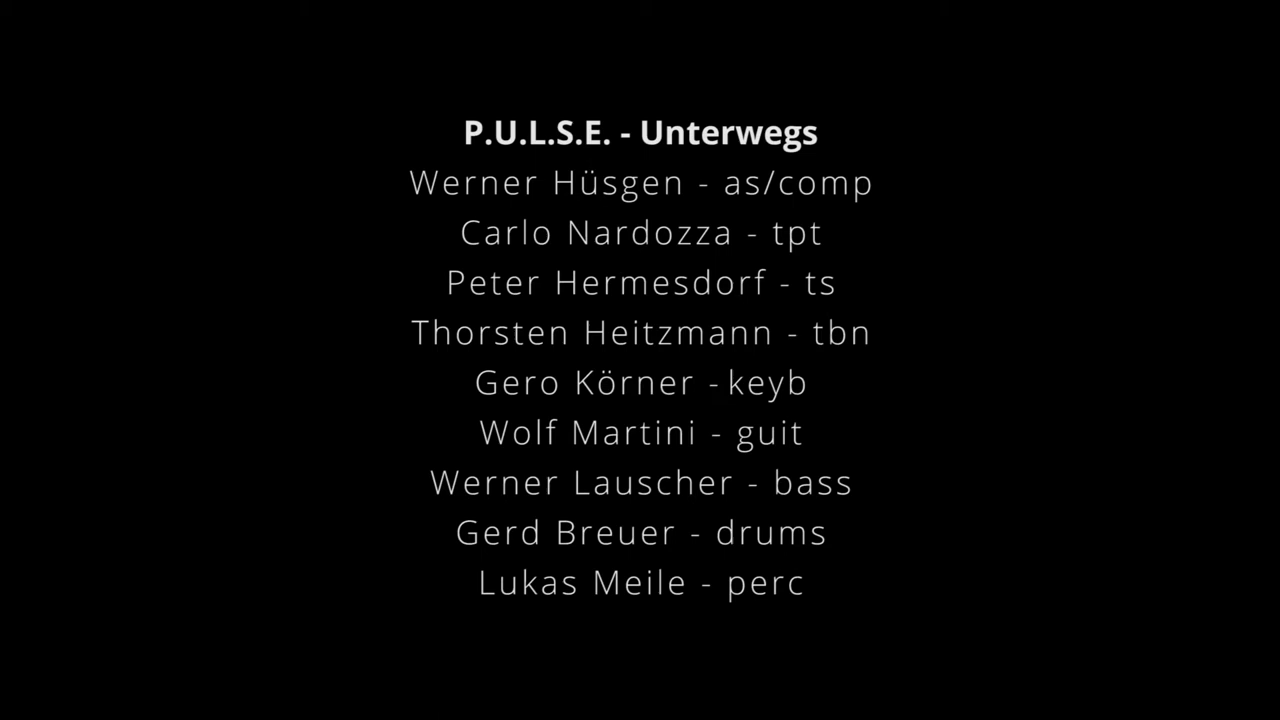 P.U.L.S.E. - Unterwegs
Werner Hüsgen - as/comp
Carlo Nardozza - tpt
Peter Hermesdorf - ts
Thorsten Heitzmann - tbn
Gero Körner - keyb
Wolf Martini - guit
Werner Lauscher - bass
Gerd Breuer - drums
Lukas Meile - perc